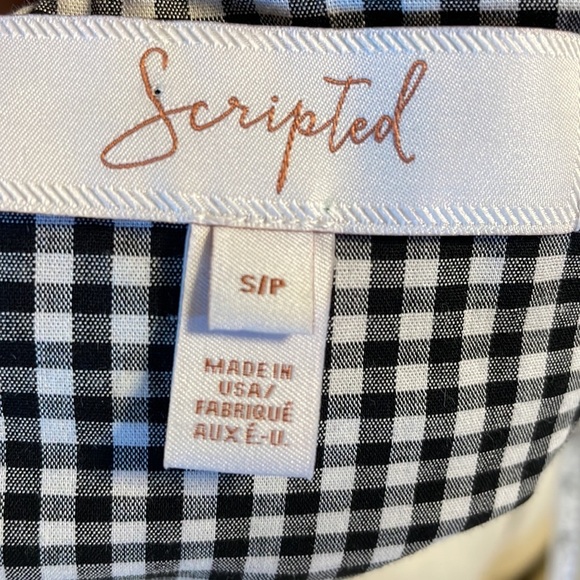 Scripted
S/P
MADE IN
USA/
FABRIQUÉ
AUX É.-U.